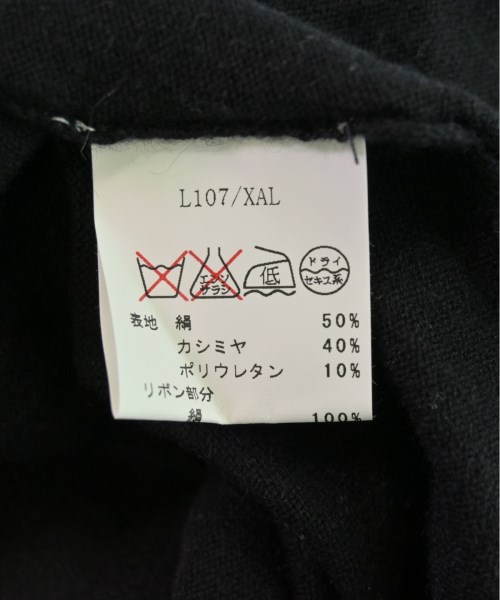 L107/XAL
エンソ サラシ 低 ドライ セキユ系
表地 絹 50%
カシミヤ 40%
ポリウレタン 10%
リボン部分
絹 100%